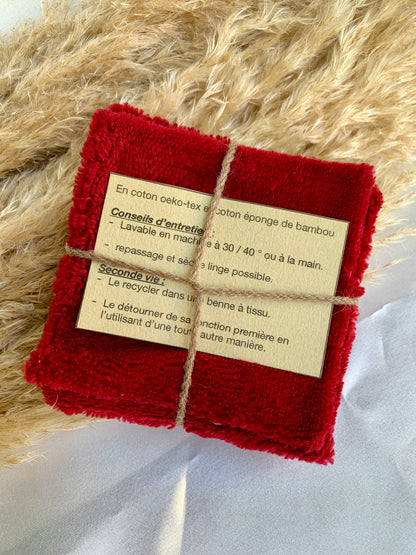 En coton oeko-tex et coton éponge de bambou
Conseils d'entretien
- Lavable en machine à 30 / 40 ° ou à la main.
- repassage et sèche linge possible.
Seconde vie :
- Le recycler dans une benne à tissu.
- Le détourner de sa fonction première en
l'utilisant d'une toute autre manière.